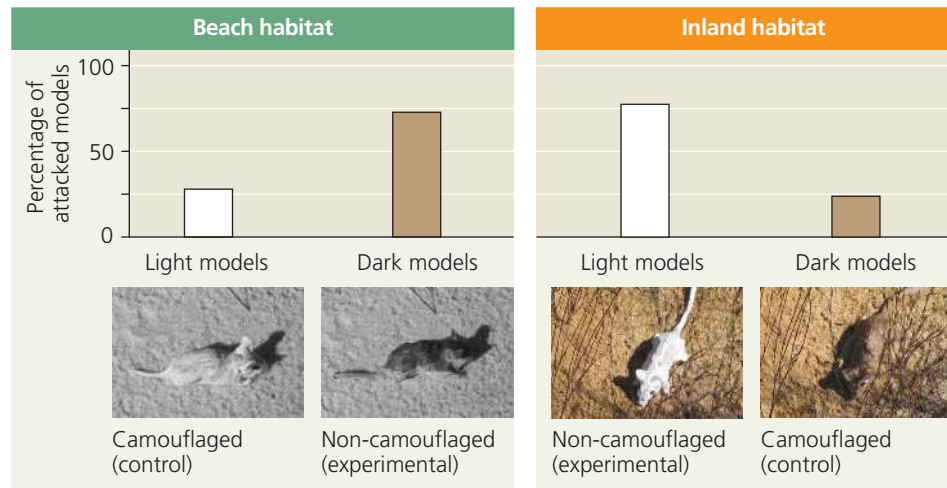 Beach habitat
Percentage of
attacked models
100
50
0
Light models
Dark models
Camouflaged
(control)
Non-camouflaged
(experimental)
Inland habitat
Light models
Dark models
Non-camouflaged
(experimental)
Camouflaged
(control)